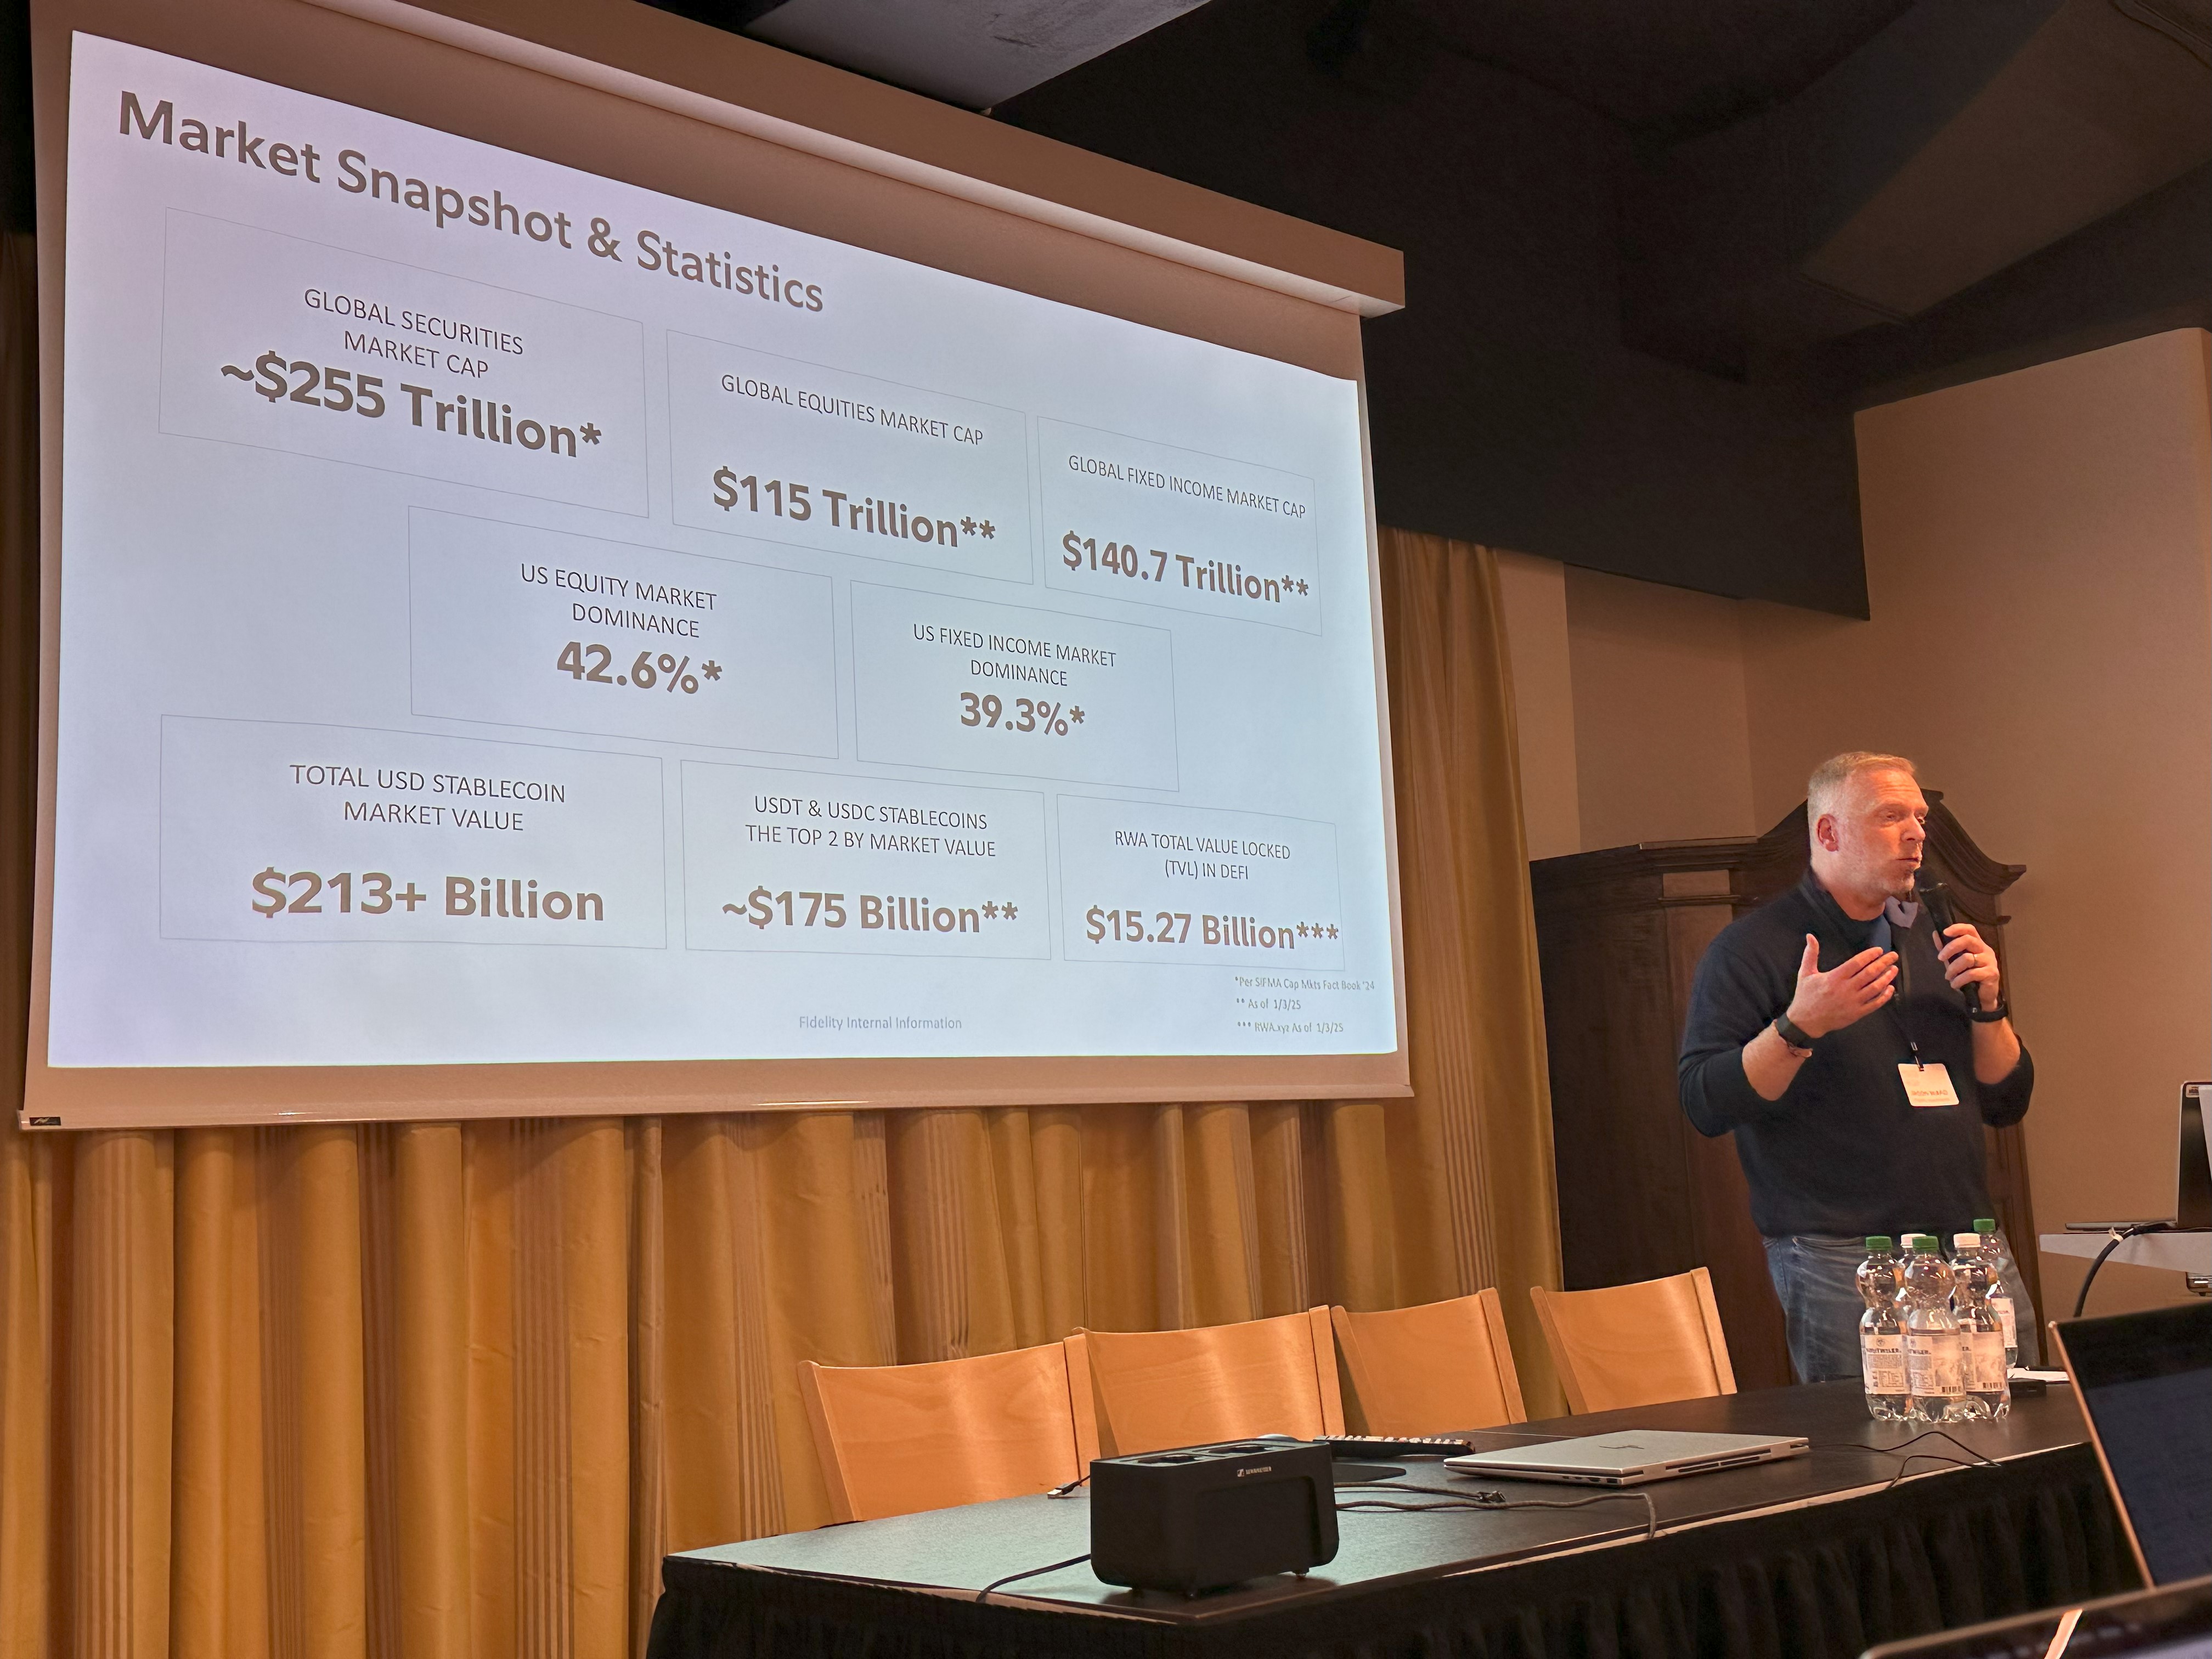 Market Snapshot & Statistics
GLOBAL SECURITIES
MARKET CAP
~$255 Trillion*
GLOBAL EQUITIES MARKET CAP
$115 Trillion**
GLOBAL FIXED INCOME MARKET CAP
$140.7 Trillion**
US EQUITY MARKET
DOMINANCE
42.6%*
US FIXED INCOME MARKET
DOMINANCE
39.3%*
TOTAL USD STABLECOIN
MARKET VALUE
$213+ Billion
USDT & USDC STABLECOINS
THE TOP 2 BY MARKET VALUE
~$175 Billion**
RWA TOTAL VALUE LOCKED
(TVL) IN DEFI
$15.27 Billion***
*Per SIFMA Cap Mkts Fact Book '24
** As of 1/3/25
*** RWA.xyz As of 1/3/25
Fidelity Internal Information
SENNHEISER